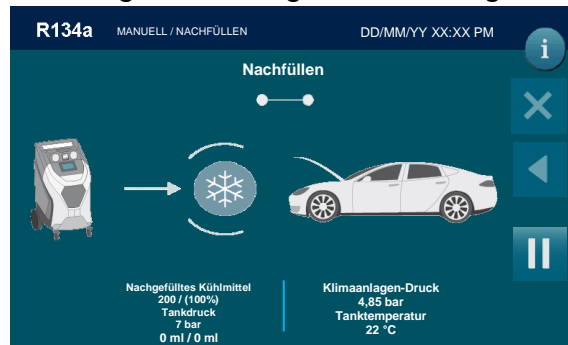 R134a MANUELL / NACHFÜLLEN DD/MM/YY XX:XX PM
i
Nachfüllen
Nachgefülltes Kühlmittel
200 / (100%)
Tankdruck
7 bar
0 ml / 0 ml
Klimaanlagen-Druck
4,85 bar
Tanktemperatur
22 °C